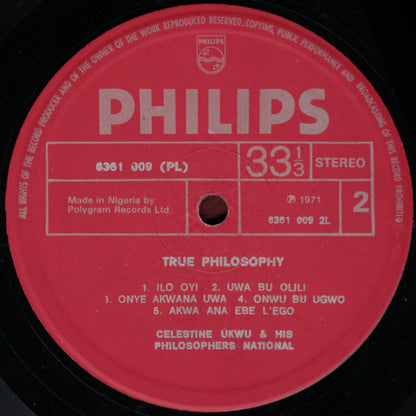 ALL RIGHTS OF THE RECORD PRODUCER AND OF THE OWNER OF THE WORK REPRODUCED RESERVED, COPYING, PUBLIC PERFORMANCE AND BROADCASTING OF THIS RECORD PROHIBITED
PHILIPS
PHILIPS
6361 009 (PL)
33 1/3
STEREO
Made in Nigeria by
Polygram Records Ltd.
Ⓟ 1971
6361 009 2L
2
TRUE PHILOSOPHY
1. ILO OYI 2. UWA BU OLILI
3. ONYE AKWANA UWA 4. ONWU BU UGWO
5. AKWA ANA EBE L'EGO
CELESTINE UKWU & HIS
PHILOSOPHERS NATIONAL